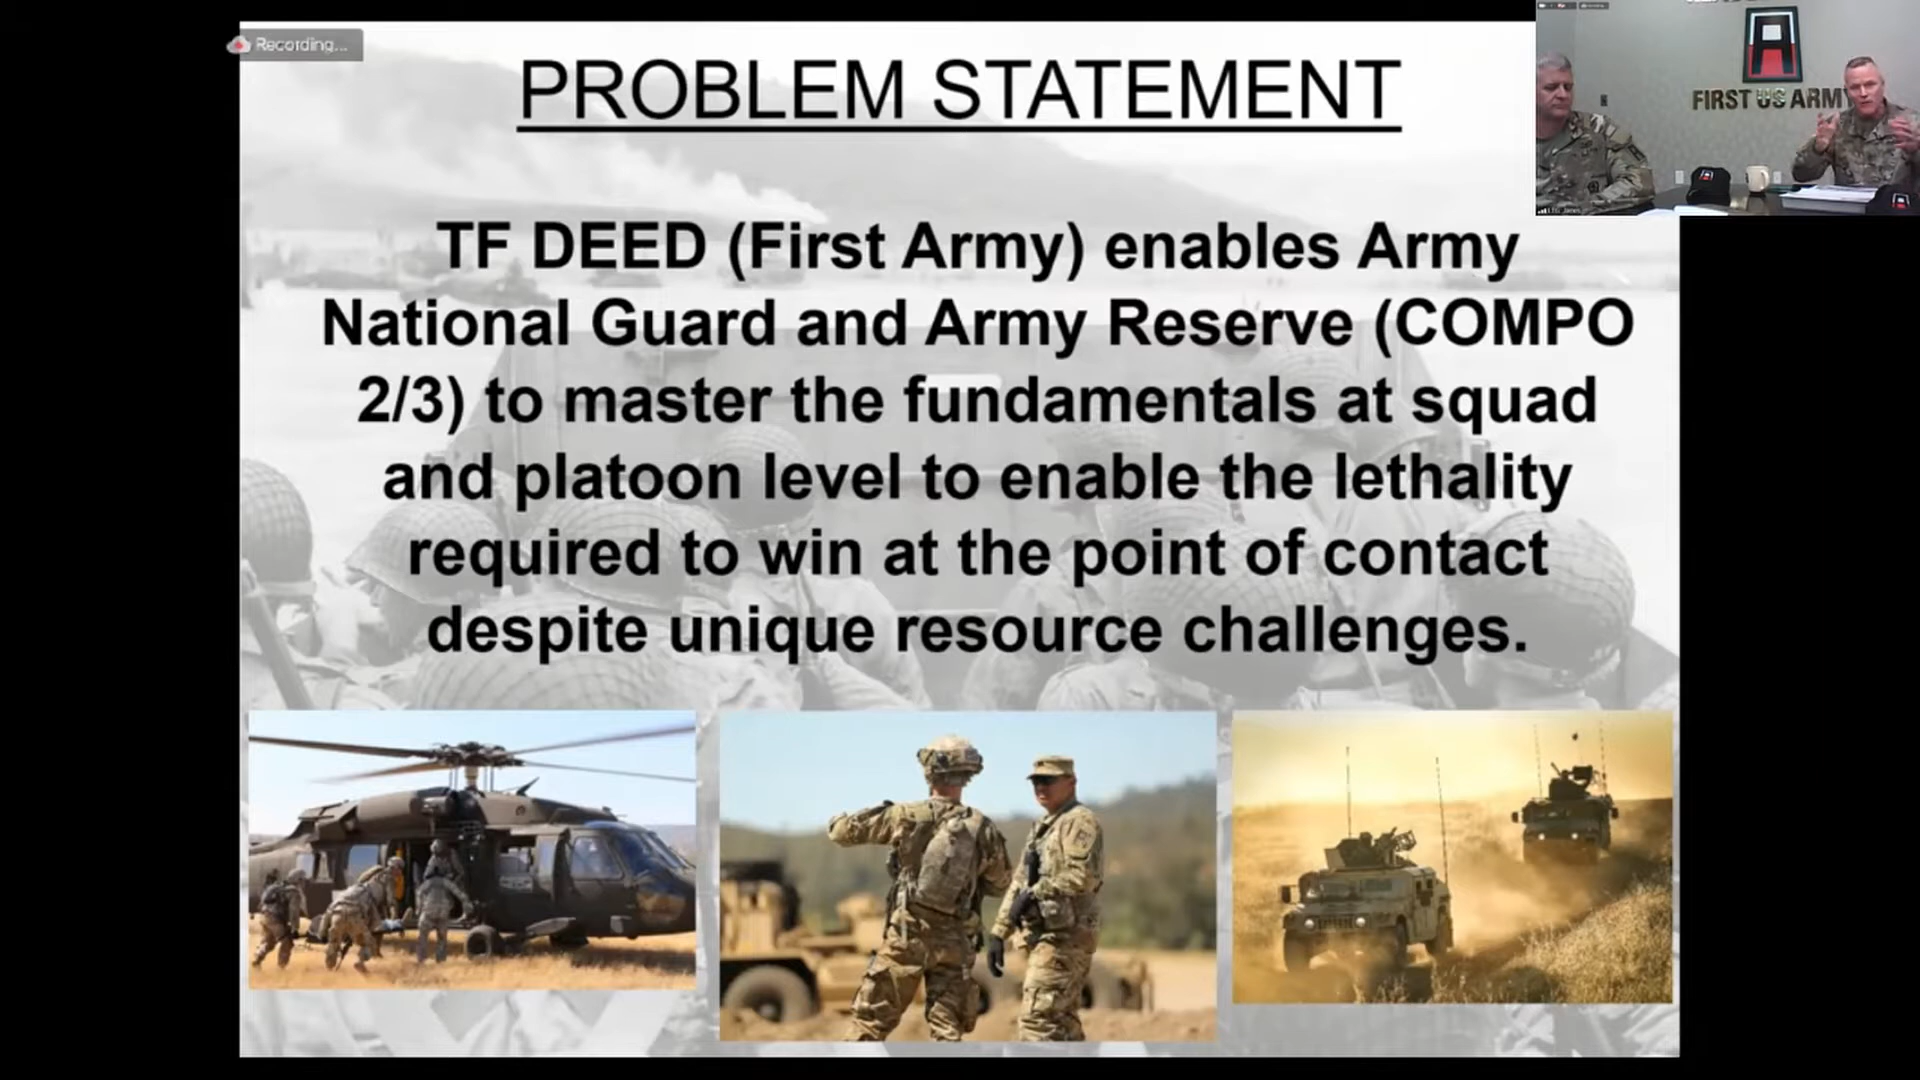 Recording...
PROBLEM STATEMENT
FIRST US ARMY
TF DEED (First Army) enables Army
National Guard and Army Reserve (COMPO
2/3) to master the fundamentals at squad
and platoon level to enable the lethality
required to win at the point of contact
despite unique resource challenges.